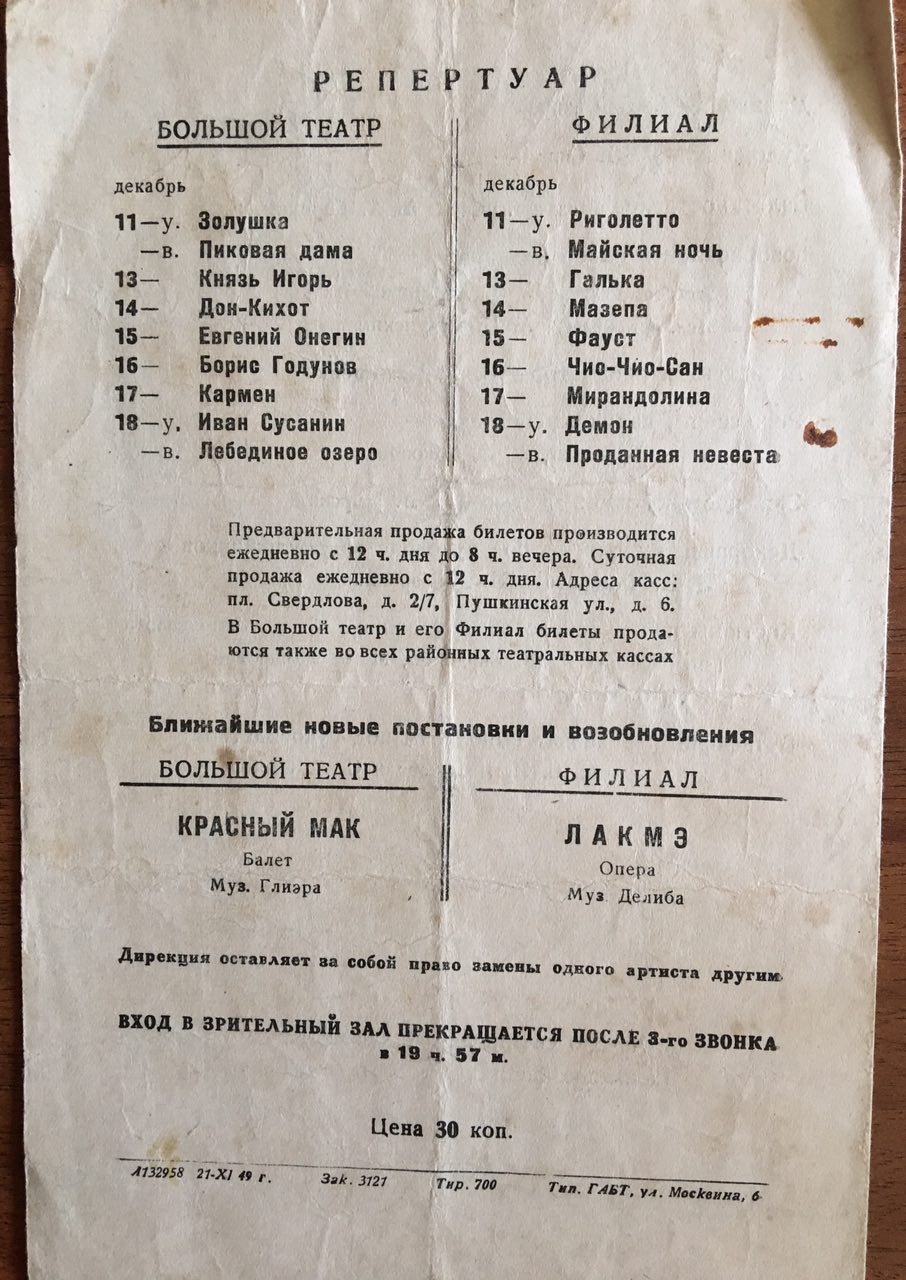 РЕПЕРТУАР
БОЛЬШОЙ ТЕАТР
декабрь
11—у. Золушка
—в. Пиковая дама
13— Князь Игорь
14— Дон-Кихот
15— Евгений Онегин
16— Борис Годунов
17— Кармен
18—у. Иван Сусанин
—в. Лебединое озеро
ФИЛИАЛ
декабрь
11—у. Риголетто
—в. Майская ночь
13— Галька
14— Мазепа
15— Фауст
16— Чио-Чио-Сан
17— Мирандолина
18—у. Демон
—в. Проданная невеста
Предварительная продажа билетов производится
ежедневно с 12 ч. дня до 8 ч. вечера. Суточная
продажа ежедневно с 12 ч. дня. Адреса касс:
пл. Свердлова, д. 2/7, Пушкинская ул., д. 6.
В Большой театр и его Филиал билеты прода-
ются также во всех районных театральных кассах
Ближайшие новые постановки и возобновления
БОЛЬШОЙ ТЕАТР
КРАСНЫЙ МАК
Балет
Муз. Глиэра
ФИЛИАЛ
ЛАКМЭ
Опера
Муз Делиба
Дирекция оставляет за собой право замены одного артиста другим
ВХОД В ЗРИТЕЛЬНЫЙ ЗАЛ ПРЕКРАЩАЕТСЯ ПОСЛЕ 3-го ЗВОНКА
в 19 ч. 57 м.
Цена 30 коп.
Л132958 21-XI 49 г. Зак. 3121 Тир. 700 Тип. ГАБТ, ул. Москвина, 6